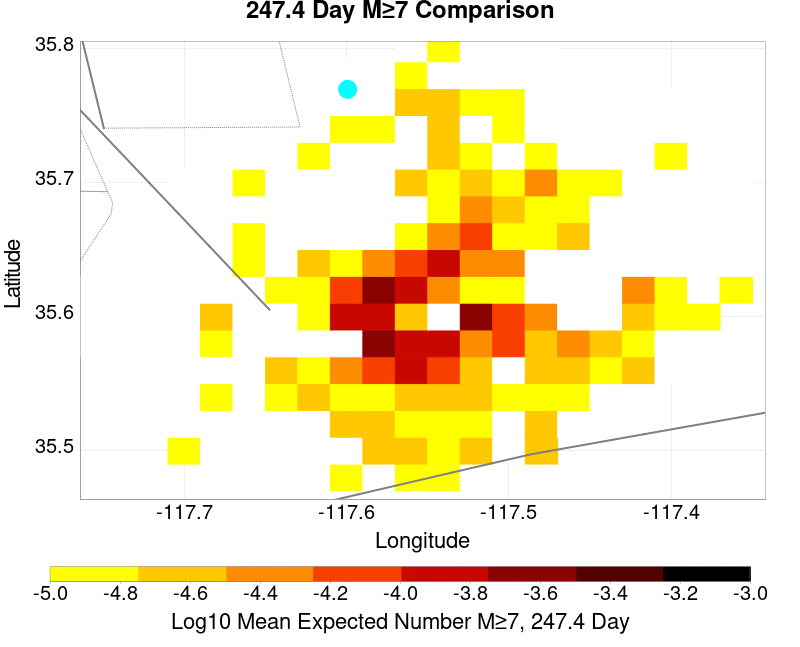 247.4 Day M≥7 Comparison
35.8
35.7
35.6
35.5
Latitude
-117.7 -117.6 -117.5 -117.4
Longitude
-5.0 -4.8 -4.6 -4.4 -4.2 -4.0 -3.8 -3.6 -3.4 -3.2 -3.0
Log10 Mean Expected Number M≥7, 247.4 Day